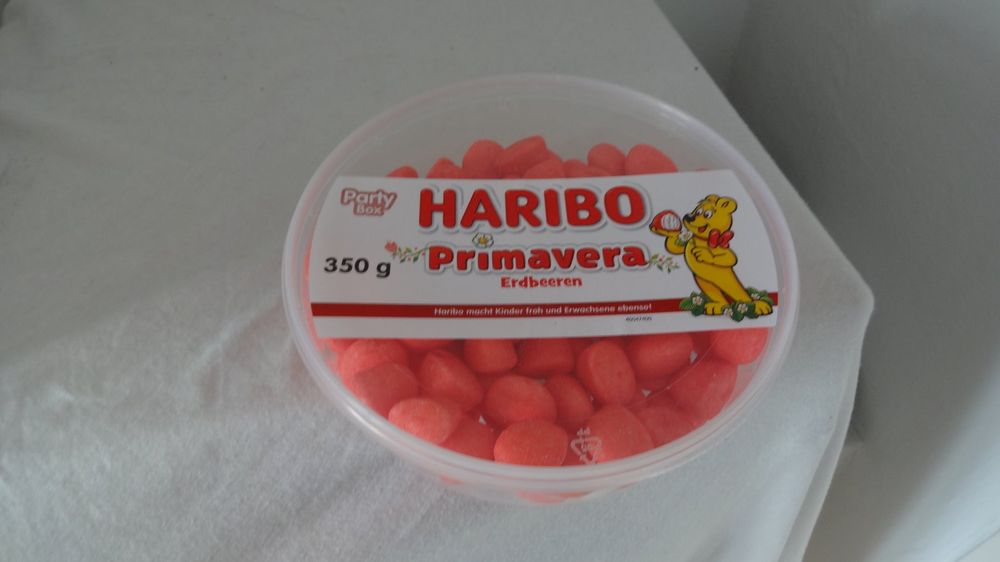 Party
Box
HARIBO
Primavera
350 g
Erdbeeren
Haribo macht Kinder froh und Erwachsene ebenso!